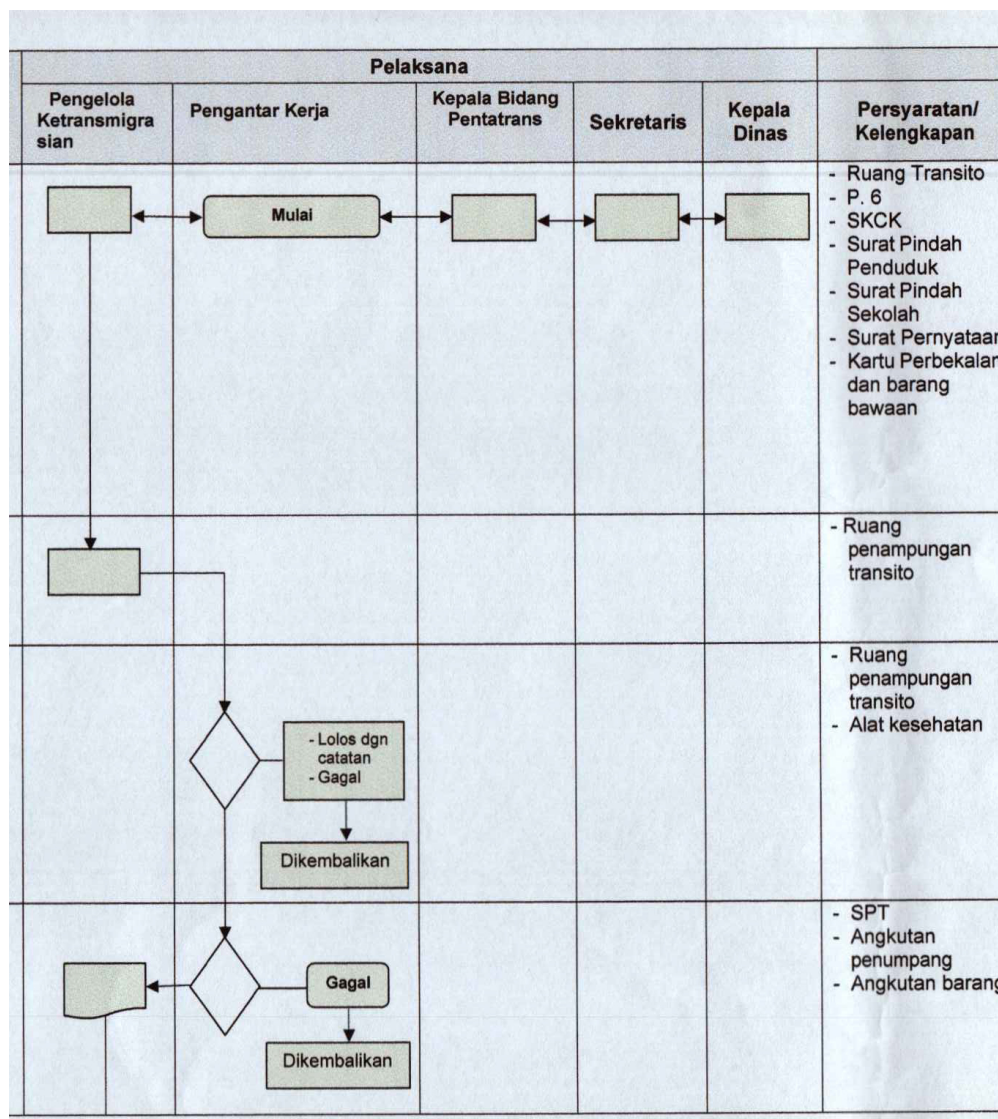 Pelaksana
Pengelola
Ketransmigra
sian
Pengantar Kerja
Kepala Bidang
Pentatrans
Sekretaris
Kepala
Dinas
Persyaratan/
Kelengkapan
Mulai
- Ruang Transito
- P. 6
- SKCK
- Surat Pindah
Penduduk
- Surat Pindah
Sekolah
- Surat Pernyataan
- Kartu Perbekalan
dan barang
bawaan
- Ruang
penampungan
transito
- Lolos dgn
catatan
- Gagal
Dikembalikan
- Ruang
penampungan
transito
- Alat kesehatan
Gagal
Dikembalikan
- SPT
- Angkutan
penumpang
- Angkutan barang